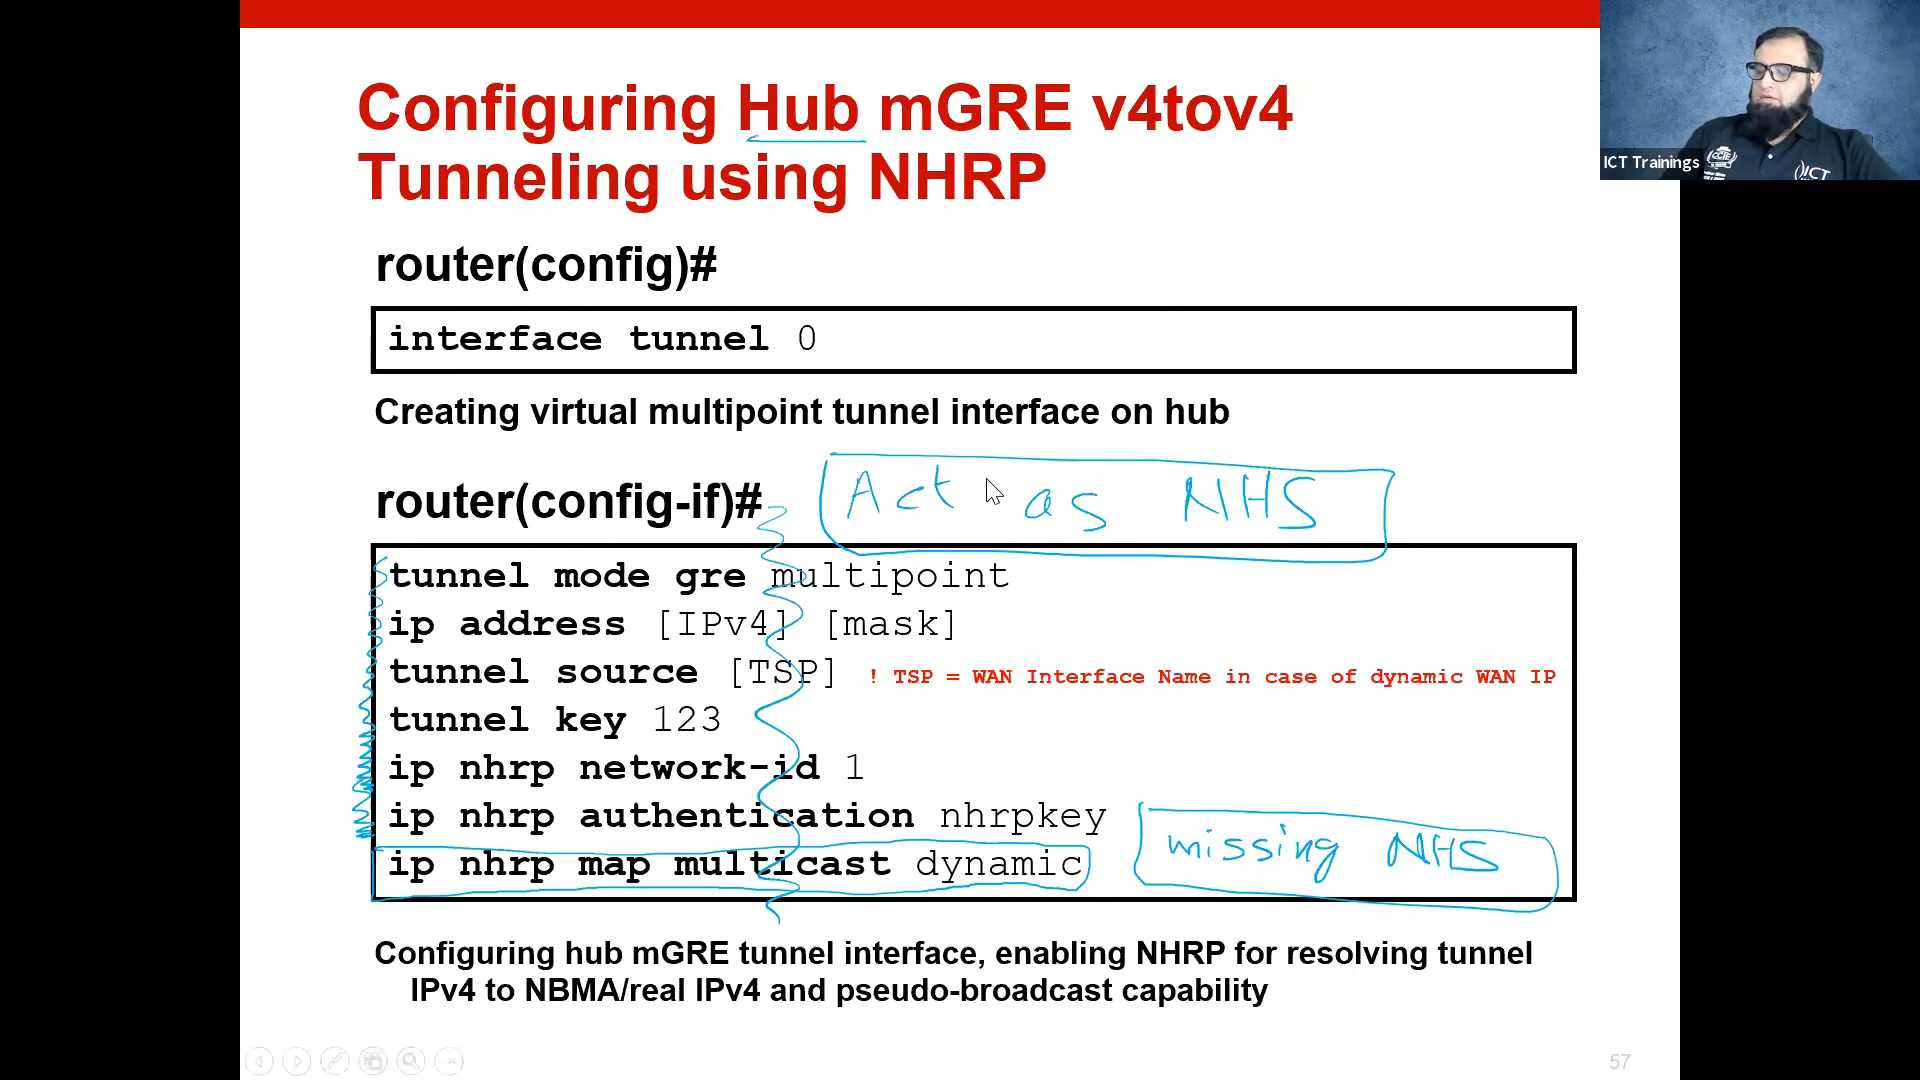 Configuring Hub mGRE v4tov4
Tunneling using NHRP
ICT Trainings
CCIE
ICT
router(config)#
interface tunnel 0
Creating virtual multipoint tunnel interface on hub
Act as NHS
router(config-if)#
tunnel mode gre multipoint
ip address [IPv4] [mask]
tunnel source [TSP] ! TSP = WAN Interface Name in case of dynamic WAN IP
tunnel key 123
ip nhrp network-id 1
ip nhrp authentication nhrpkey
ip nhrp map multicast dynamic
missing NHS
Configuring hub mGRE tunnel interface, enabling NHRP for resolving tunnel
IPv4 to NBMA/real IPv4 and pseudo-broadcast capability
57